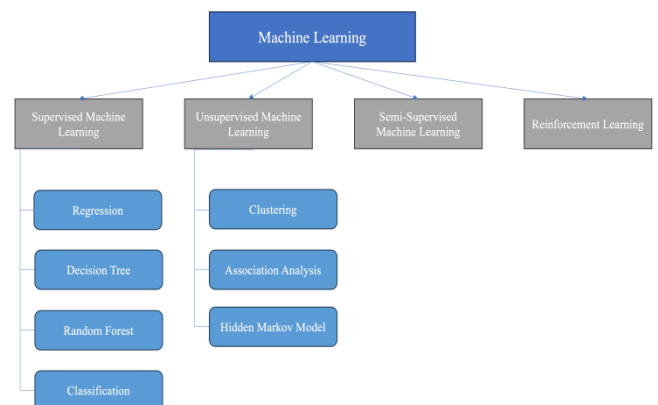 Machine Learning
Supervised Machine
Learning
Unsupervised Machine
Learning
Semi-Supervised
Machine Learning
Reinforcement Learning
Regression
Decision Tree
Random Forest
Classification
Clustering
Association Analysis
Hidden Markov Model